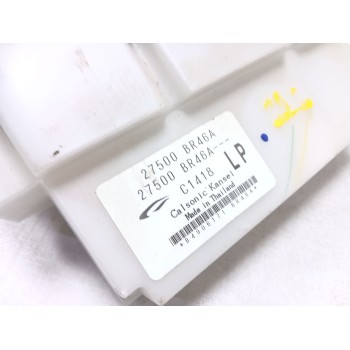 27500 BR46A
27500 BR46A---
C1418 LP
Calsonic Kansei
Made in Thailand